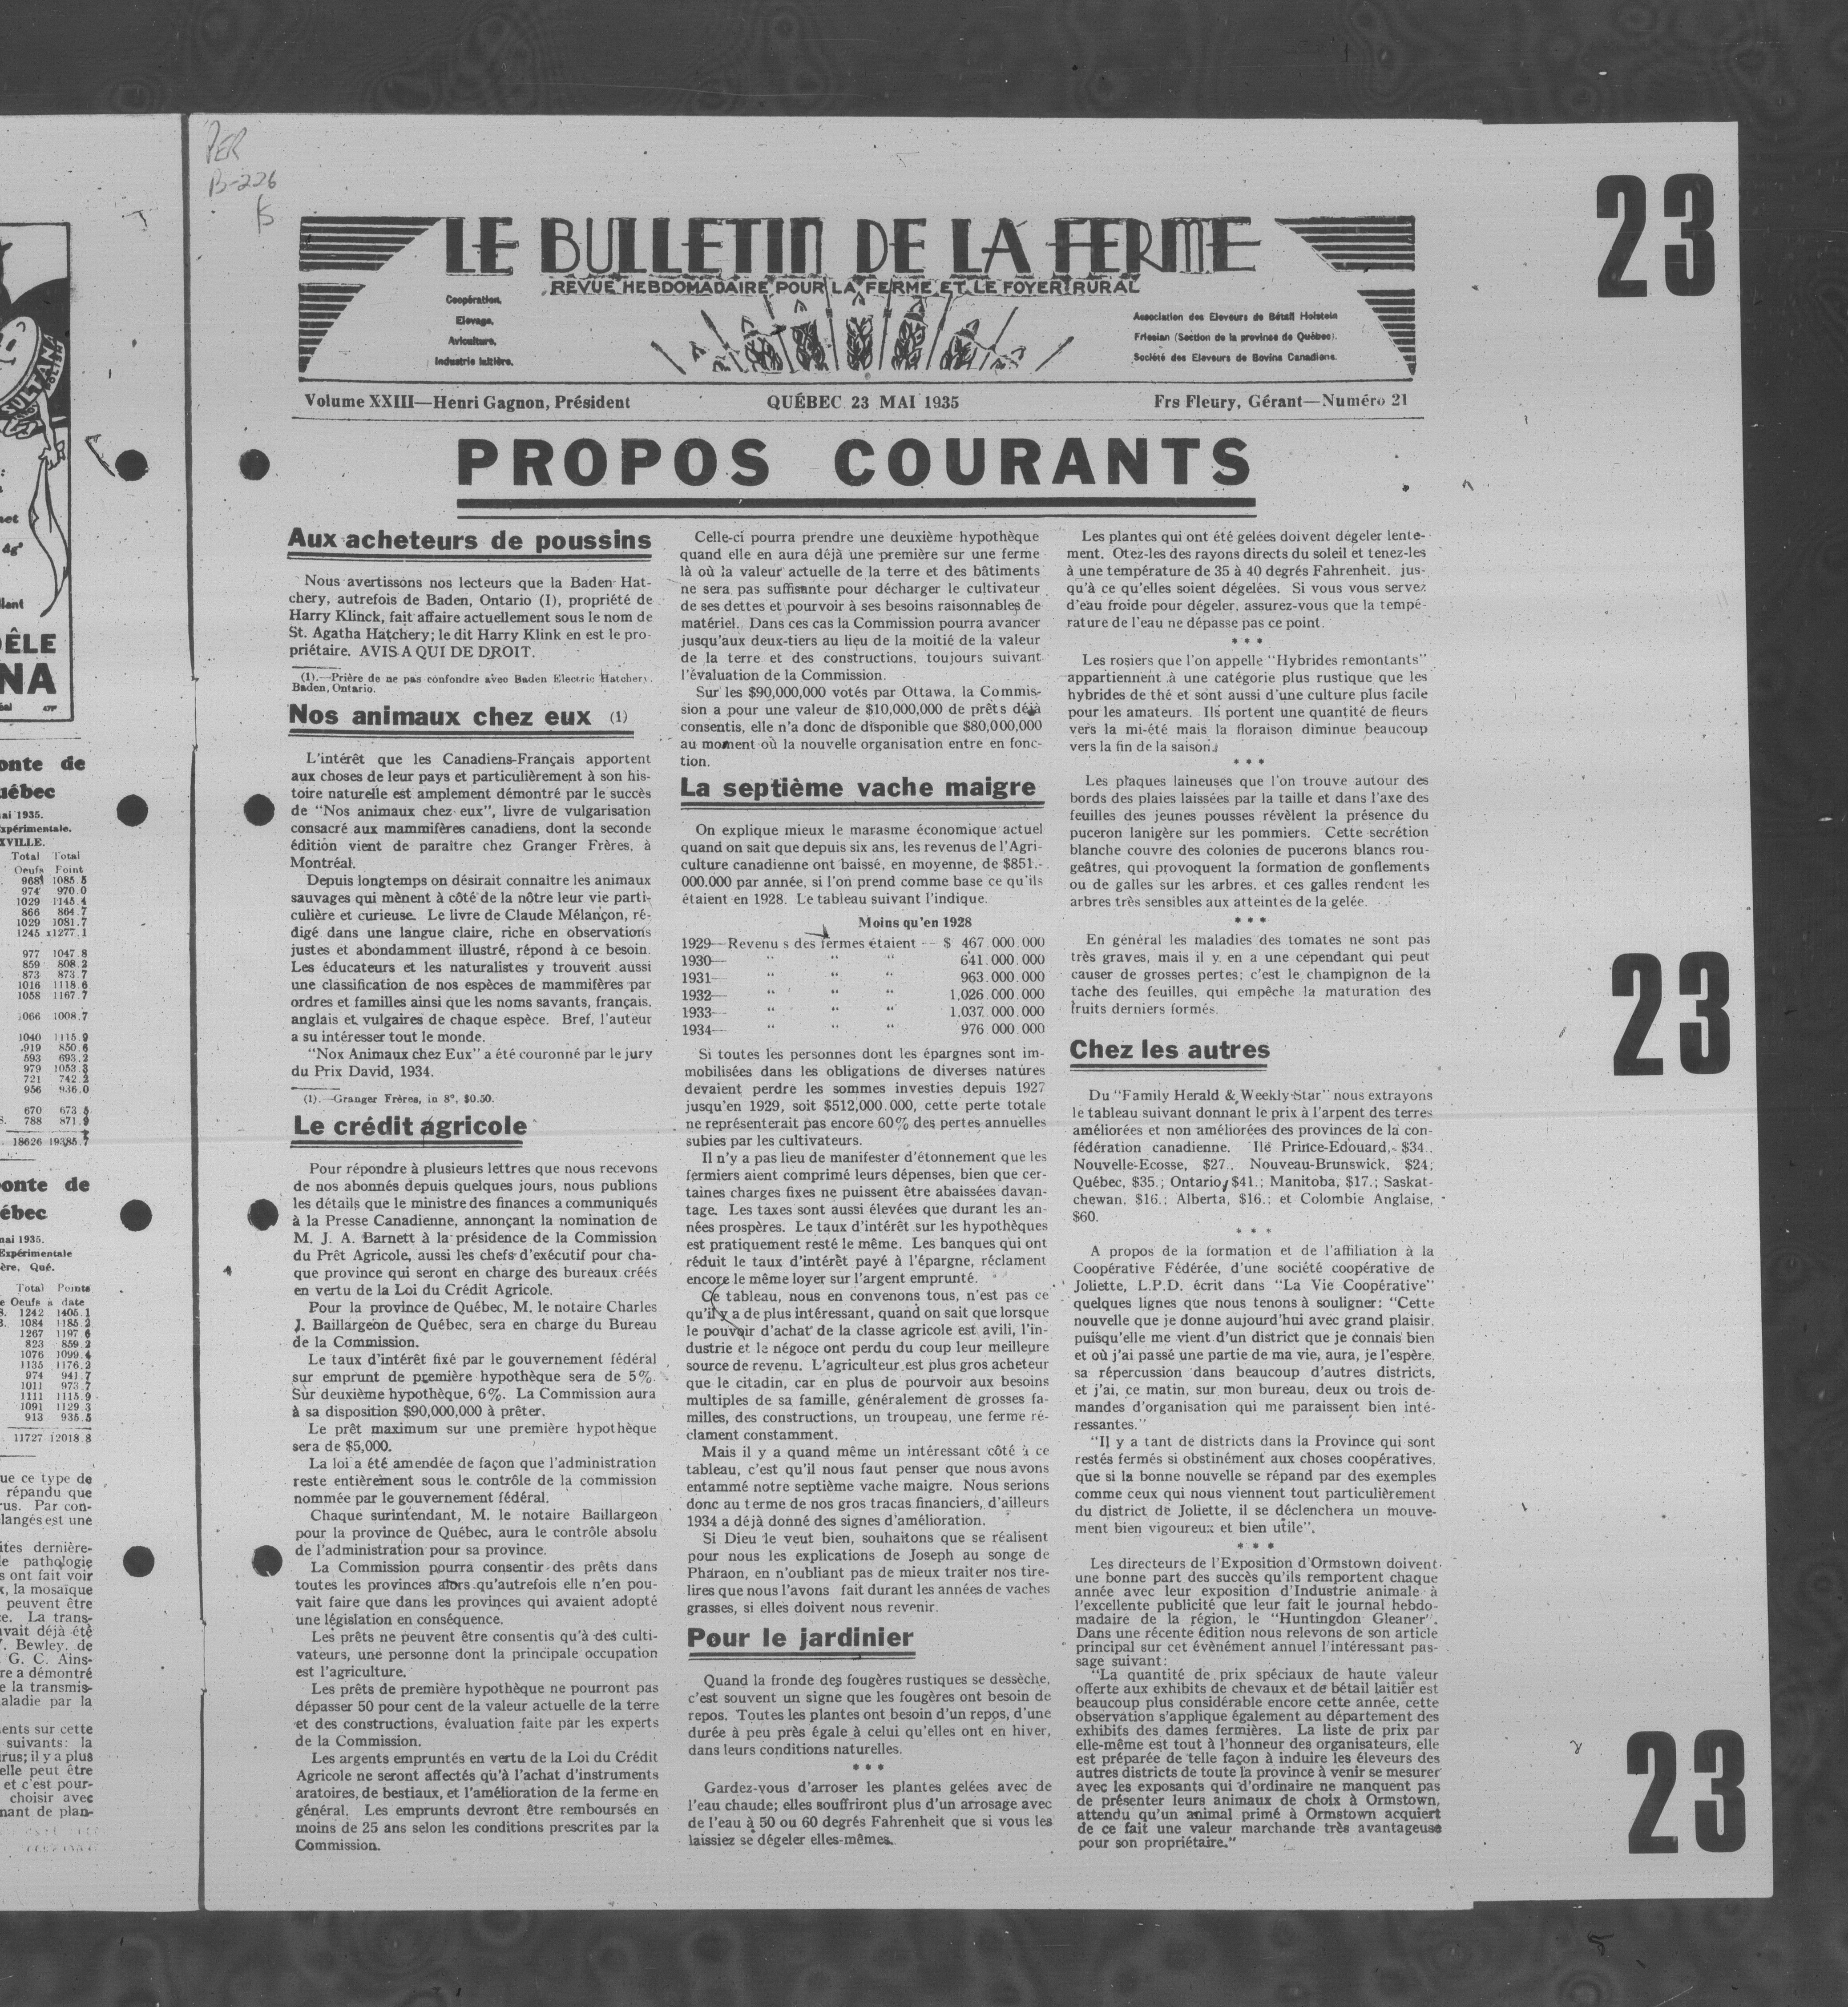 PER
B-226
LE BULLETIN DE LA FERME
REVUE HEBDOMADAIRE POUR LA FERME ET LE FOYER RURAL
Coopération,
Elevage,
Aviculture,
Industrie laitière.
Association des Eleveurs de Bétail Holstein
Friesian (Section de la province de Québec).
Société des Eleveurs de Bovins Canadiens.
Volume XXIII—Henri Gagnon, Président
QUÉBEC 23 MAI 1935
Frs Fleury, Gérant—Numéro 21
PROPOS COURANTS
Aux acheteurs de poussins
Nous avertissons nos lecteurs que la Baden Hat-
chery, autrefois de Baden, Ontario (I), propriété de
Harry Klinck, fait affaire actuellement sous le nom de
St. Agatha Hatchery; le dit Harry Klink en est le pro-
priétaire. AVIS A QUI DE DROIT.
(1).—Prière de ne pas confondre avec Baden Electric Hatchery.
Baden, Ontario.
Nos animaux chez eux (1)
L'intérêt que les Canadiens-Français apportent
aux choses de leur pays et particulièrement à son his-
toire naturelle est amplement démontré par le succès
de "Nos animaux chez eux", livre de vulgarisation
consacré aux mammifères canadiens, dont la seconde
édition vient de paraître chez Granger Frères, à
Montréal.
Depuis longtemps on désirait connaître les animaux
sauvages qui mènent à côté de la nôtre leur vie parti-
culière et curieuse. Le livre de Claude Mélançon, ré-
digé dans une langue claire, riche en observations
justes et abondamment illustré, répond à ce besoin.
Les éducateurs et les naturalistes y trouvent aussi
une classification de nos espèces de mammifères par
ordres et familles ainsi que les noms savants, français,
anglais et vulgaires de chaque espèce. Bref, l'auteur
a su intéresser tout le monde.
"Nox Animaux chez Eux" a été couronné par le jury
du Prix David, 1934.
(1).—Granger Frères, in 8°, $0.50.
Le crédit agricole
Pour répondre à plusieurs lettres que nous recevons
de nos abonnés depuis quelques jours, nous publions
les détails que le ministre des finances a communiqués
à la Presse Canadienne, annonçant la nomination de
M. J. A. Barnett à la présidence de la Commission
du Prêt Agricole, aussi les chefs d'exécutif pour cha-
que province qui seront en charge des bureaux créés
en vertu de la Loi du Crédit Agricole.
Pour la province de Québec, M. le notaire Charles
J. Baillargeon de Québec, sera en charge du Bureau
de la Commission.
Le taux d'intérêt fixé par le gouvernement fédéral
sur emprunt de première hypothèque sera de 5%.
Sur deuxième hypothèque, 6%. La Commission aura
à sa disposition $90,000,000 à prêter.
Le prêt maximum sur une première hypothèque
sera de $5,000.
La loi a été amendée de façon que l'administration
reste entièrement sous le contrôle de la commission
nommée par le gouvernement fédéral.
Chaque surintendant, M. le notaire Baillargeon
pour la province de Québec, aura le contrôle absolu
de l'administration pour sa province.
La Commission pourra consentir des prêts dans
toutes les provinces alors qu'autrefois elle n'en pou-
vait faire que dans les provinces qui avaient adopté
une législation en conséquence.
Les prêts ne peuvent être consentis qu'à des culti-
vateurs, une personne dont la principale occupation
est l'agriculture.
Les prêts de première hypothèque ne pourront pas
dépasser 50 pour cent de la valeur actuelle de la terre
et des constructions, évaluation faite par les experts
de la Commission.
Les argents empruntés en vertu de la Loi du Crédit
Agricole ne seront affectés qu'à l'achat d'instruments
aratoires, de bestiaux, et l'amélioration de la ferme en
général. Les emprunts devront être remboursés en
moins de 25 ans selon les conditions prescrites par la
Commission.
Celle-ci pourra prendre une deuxième hypothèque
quand elle en aura déjà une première sur une ferme
là où la valeur actuelle de la terre et des bâtiments
ne sera pas suffisante pour décharger le cultivateur
de ses dettes et pourvoir à ses besoins raisonnables de
matériel. Dans ces cas la Commission pourra avancer
jusqu'aux deux-tiers au lieu de la moitié de la valeur
de la terre et des constructions, toujours suivant
l'évaluation de la Commission.
Sur les $90,000,000 votés par Ottawa, la Commis-
sion a pour une valeur de $10,000,000 de prêts déjà
consentis, elle n'a donc de disponible que $80,000,000
au moment où la nouvelle organisation entre en fonc-
tion.
La septième vache maigre
On explique mieux le marasme économique actuel
quand on sait que depuis six ans, les revenus de l'Agri-
culture canadienne ont baissé, en moyenne, de $851,-
000.000 par année, si l'on prend comme base ce qu'ils
étaient en 1928. Le tableau suivant l'indique.
Moins qu'en 1928
1929—Revenu s des fermes étaient — $ 467.000.000
1930— " " " 641.000.000
1931— " " " 963.000.000
1932— " " " 1,026.000.000
1933— " " " 1.037.000.000
1934— " " " 976 000.000
Si toutes les personnes dont les épargnes sont im-
mobilisées dans les obligations de diverses natures
devaient perdre les sommes investies depuis 1927
jusqu'en 1929, soit $512,000.000, cette perte totale
ne représenterait pas encore 60% des pertes annuelles
subies par les cultivateurs.
Il n'y a pas lieu de manifester d'étonnement que les
fermiers aient comprimé leurs dépenses, bien que cer-
taines charges fixes ne puissent être abaissées davan-
tage. Les taxes sont aussi élevées que durant les an-
nées prospères. Le taux d'intérêt sur les hypothèques
est pratiquement resté le même. Les banques qui ont
réduit le taux d'intérêt payé à l'épargne, réclament
encore le même loyer sur l'argent emprunté.
Ce tableau, nous en convenons tous, n'est pas ce
qu'il y a de plus intéressant, quand on sait que lorsque
le pouvoir d'achat de la classe agricole est avili, l'in-
dustrie et le négoce ont perdu du coup leur meilleure
source de revenu. L'agriculteur est plus gros acheteur
que le citadin, car en plus de pourvoir aux besoins
multiples de sa famille, généralement de grosses fa-
milles, des constructions, un troupeau, une ferme ré-
clament constamment.
Mais il y a quand même un intéressant côté à ce
tableau, c'est qu'il nous faut penser que nous avons
entammé notre septième vache maigre. Nous serions
donc au terme de nos gros tracas financiers, d'ailleurs
1934 a déjà donné des signes d'amélioration.
Si Dieu le veut bien, souhaitons que se réalisent
pour nous les explications de Joseph au songe de
Pharaon, en n'oubliant pas de mieux traiter nos tire-
lires que nous l'avons fait durant les années de vaches
grasses, si elles doivent nous revenir.
Pour le jardinier
Quand la fronde des fougères rustiques se dessèche,
c'est souvent un signe que les fougères ont besoin de
repos. Toutes les plantes ont besoin d'un repos, d'une
durée à peu près égale à celui qu'elles ont en hiver,
dans leurs conditions naturelles.
* * *
Gardez-vous d'arroser les plantes gelées avec de
l'eau chaude; elles souffriront plus d'un arrosage avec
de l'eau à 50 ou 60 degrés Fahrenheit que si vous les
laissiez se dégeler elles-mêmes.
Les plantes qui ont été gelées doivent dégeler lente-
ment. Otez-les des rayons directs du soleil et tenez-les
à une température de 35 à 40 degrés Fahrenheit, jus-
qu'à ce qu'elles soient dégelées. Si vous vous servez
d'eau froide pour dégeler, assurez-vous que la tempé-
rature de l'eau ne dépasse pas ce point.
* * *
Les rosiers que l'on appelle "Hybrides remontants"
appartiennent à une catégorie plus rustique que les
hybrides de thé et sont aussi d'une culture plus facile
pour les amateurs. Ils portent une quantité de fleurs
vers la mi-été mais la floraison diminue beaucoup
vers la fin de la saison.
* * *
Les plaques laineuses que l'on trouve autour des
bords des plaies laissées par la taille et dans l'axe des
feuilles des jeunes pousses révèlent la présence du
puceron lanigère sur les pommiers. Cette secrétion
blanche couvre des colonies de pucerons blancs rou-
geâtres, qui provoquent la formation de gonflements
ou de galles sur les arbres, et ces galles rendent les
arbres très sensibles aux atteintes de la gelée.
* * *
En général les maladies des tomates ne sont pas
très graves, mais il y en a une cependant qui peut
causer de grosses pertes; c'est le champignon de la
tache des feuilles, qui empêche la maturation des
fruits derniers formés.
Chez les autres
Du "Family Herald & Weekly Star" nous extrayons
le tableau suivant donnant le prix à l'arpent des terres
améliorées et non améliorées des provinces de la con-
fédération canadienne. Ile Prince-Edouard, $34.,
Nouvelle-Ecosse, $27., Nouveau-Brunswick, $24;
Québec, $35.; Ontario, $41.; Manitoba, $17.; Saskat-
chewan, $16.; Alberta, $16.; et Colombie Anglaise,
$60.
* * *
A propos de la formation et de l'affiliation à la
Coopérative Fédérée, d'une société coopérative de
Joliette, L.P.D. écrit dans "La Vie Coopérative"
quelques lignes que nous tenons à souligner: "Cette
nouvelle que je donne aujourd'hui avec grand plaisir,
puisqu'elle me vient d'un district que je connais bien
et où j'ai passé une partie de ma vie, aura, je l'espère,
sa répercussion dans beaucoup d'autres districts,
et j'ai, ce matin, sur mon bureau, deux ou trois de-
mandes d'organisation qui me paraissent bien inté-
ressantes."
"Il y a tant de districts dans la Province qui sont
restés fermés si obstinément aux choses coopératives,
que si la bonne nouvelle se répand par des exemples
comme ceux qui nous viennent tout particulièrement
du district de Joliette, il se déclenchera un mouve-
ment bien vigoureux et bien utile".
* * *
Les directeurs de l'Exposition d'Ormstown doivent
une bonne part des succès qu'ils remportent chaque
année avec leur exposition d'Industrie animale à
l'excellente publicité que leur fait le journal hebdo-
madaire de la région, le "Huntingdon Gleaner".
Dans une récente édition nous relevons de son article
principal sur cet évènément annuel l'intéressant pas-
sage suivant:
"La quantité de prix spéciaux de haute valeur
offerte aux exhibits de chevaux et de bétail laitier est
beaucoup plus considérable encore cette année, cette
observation s'applique également au département des
exhibits des dames fermières. La liste de prix par
elle-même est tout à l'honneur des organisateurs, elle
est préparée de telle façon à induire les éleveurs des
autres districts de toute la province à venir se mesurer
avec les exposants qui d'ordinaire ne manquent pas
de présenter leurs animaux de choix à Ormstown,
attendu qu'un animal primé à Ormstown acquiert
de ce fait une valeur marchande très avantageuse
pour son propriétaire."
23
23
23